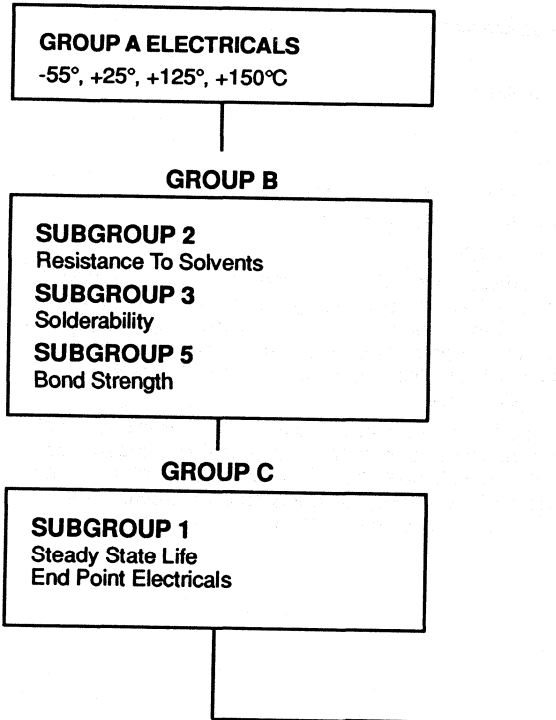 GROUP A ELECTRICALS
-55°, +25°, +125°, +150°C
GROUP B
SUBGROUP 2
Resistance To Solvents
SUBGROUP 3
Solderability
SUBGROUP 5
Bond Strength
GROUP C
SUBGROUP 1
Steady State Life
End Point Electricals